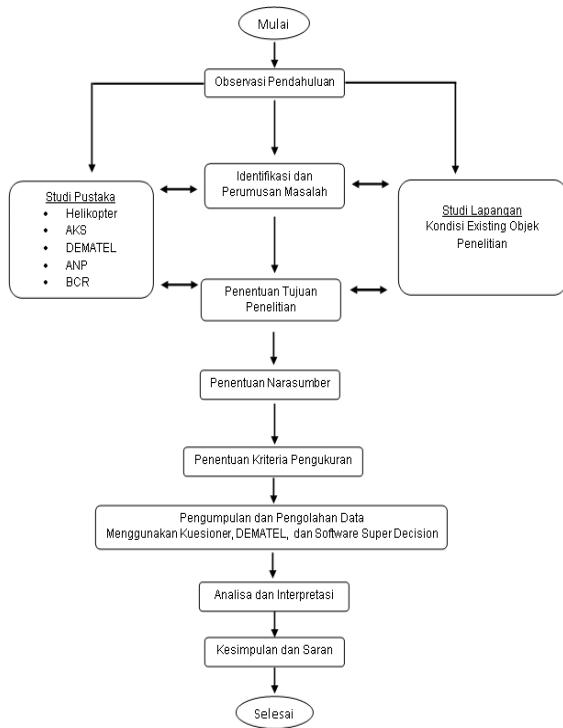 Mulai
Observasi Pendahuluan
Identifikasi dan
Perumusan Masalah
Studi Pustaka
• Helikopter
• AKS
• DEMATEL
• ANP
• BCR
Studi Lapangan
Kondisi Existing Objek
Penelitian
Penentuan Tujuan
Penelitian
Penentuan Narasumber
Penentuan Kriteria Pengukuran
Pengumpulan dan Pengolahan Data
Menggunakan Kuesioner, DEMATEL, dan Software Super Decision
Analisa dan Interpretasi
Kesimpulan dan Saran
Selesai